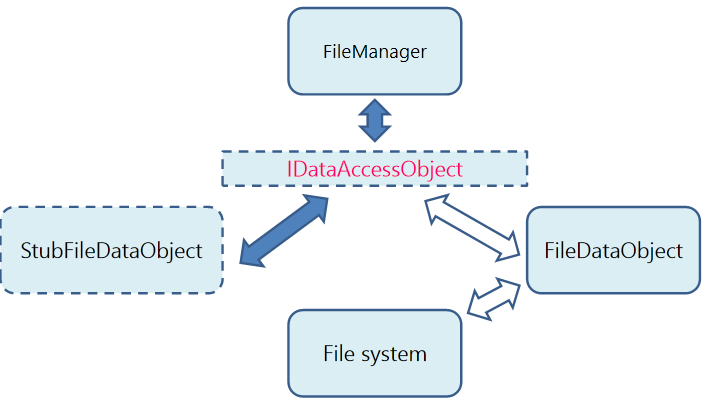 FileManager
IDataAccessObject
StubFileDataObject
FileDataObject
File system